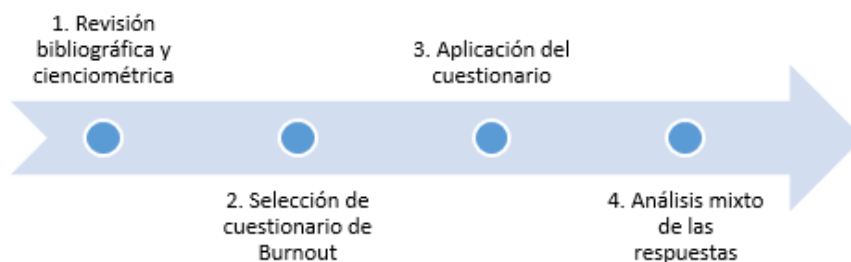 1. Revisión
bibliográfica y
cienciométrica
2. Selección de
cuestionario de
Burnout
3. Aplicación del
cuestionario
4. Análisis mixto
de las
respuestas